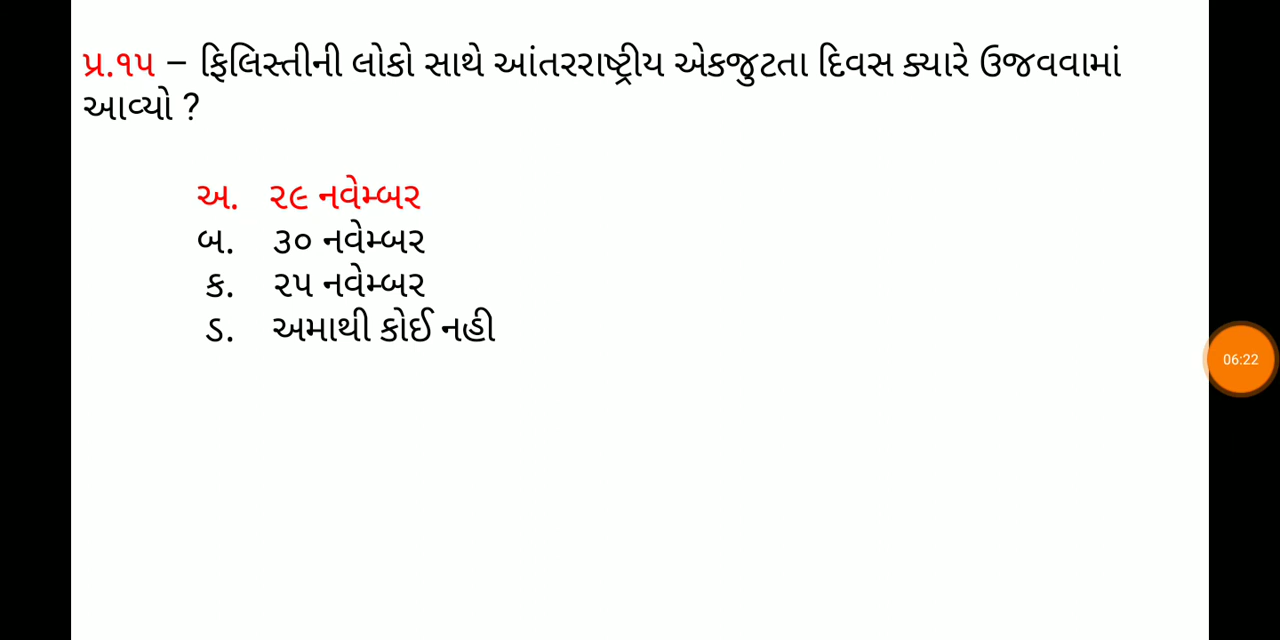 પ્ર.૧૫ – ફિલિસ્તીની લોકો સાથે આંતરરાષ્ટ્રીય એકજુટતા દિવસ ક્યારે ઉજવવામાં
આવ્યો ?
અ. ૨૯ નવેમ્બર
બ. ૩૦ નવેમ્બર
ક. ૨૫ નવેમ્બર
ડ. અમાથી કોઈ નહી
06:22